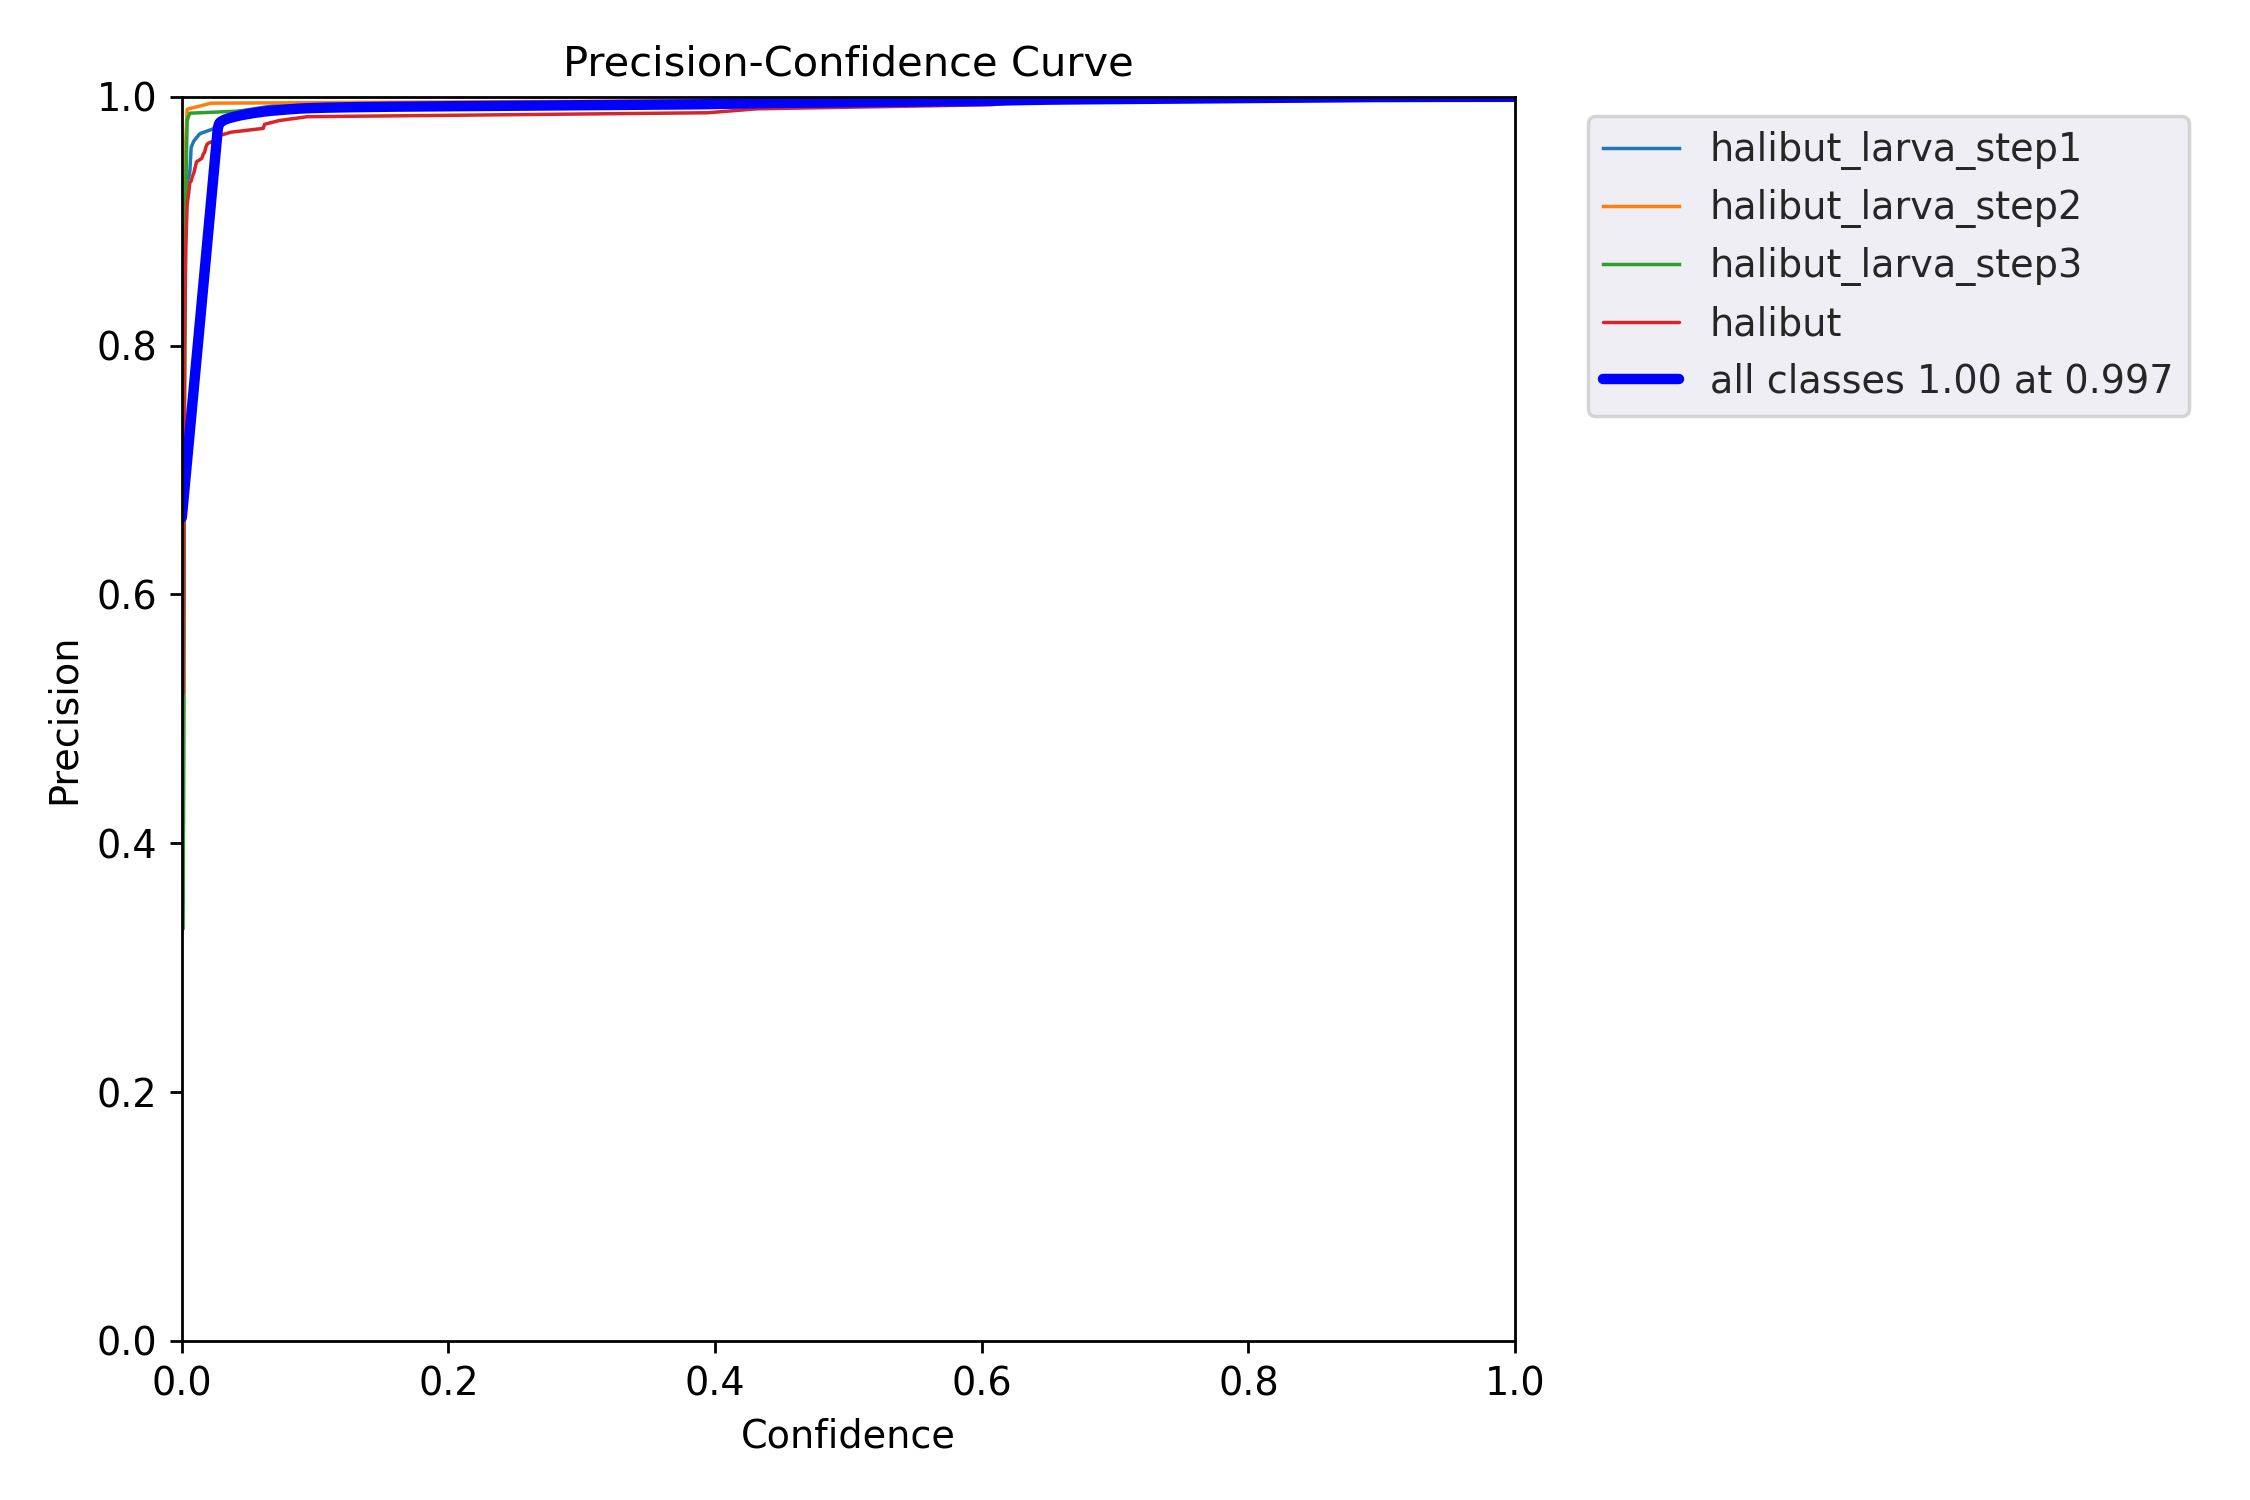 Precision-Confidence Curve
1.0
0.8
0.6
0.4
0.2
0.0
Precision
0.0 0.2 0.4 0.6 0.8 1.0
Confidence
halibut_larva_step1
halibut_larva_step2
halibut_larva_step3
halibut
all classes 1.00 at 0.997